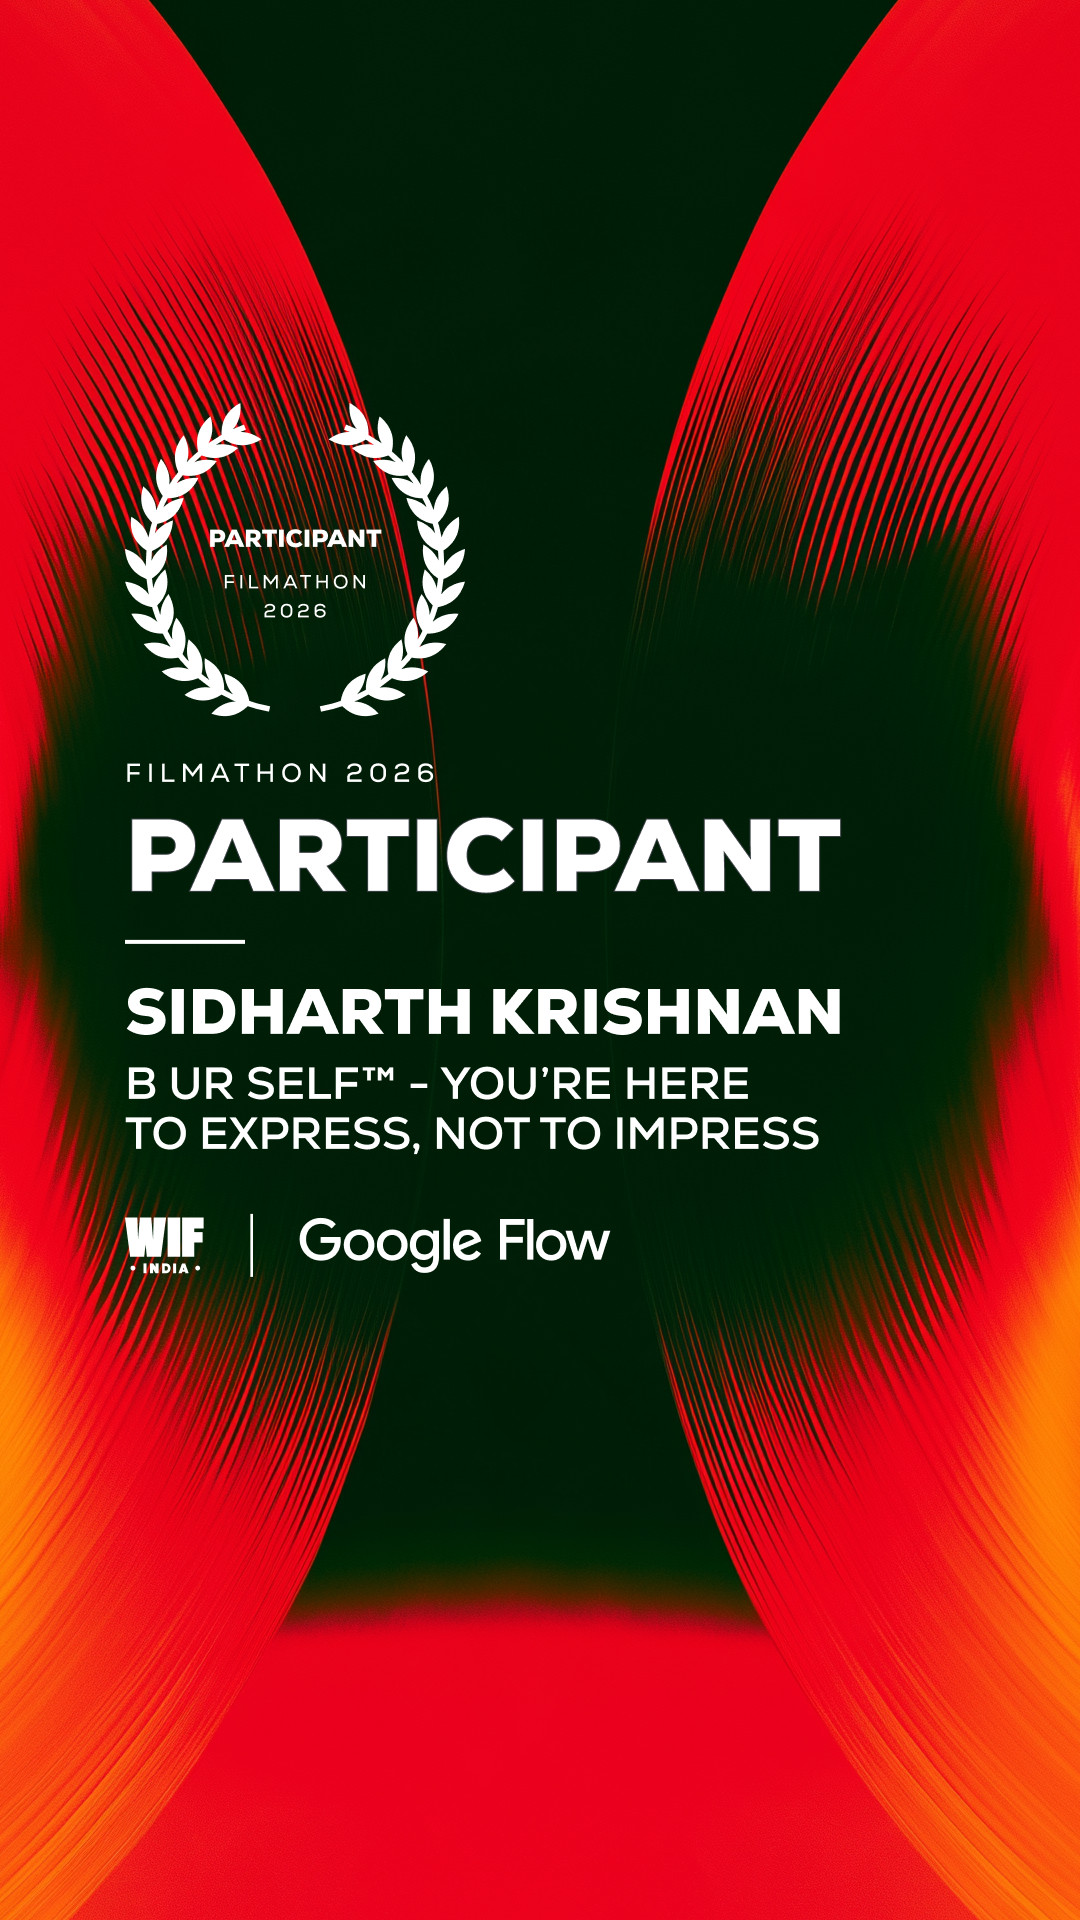 PARTICIPANT
FILMATHON
2026
FILMATHON 2026
PARTICIPANT
SIDHARTH KRISHNAN
B UR SELF™ – YOU’RE HERE
TO EXPRESS, NOT TO IMPRESS
WIF
• INDIA •
Google Flow